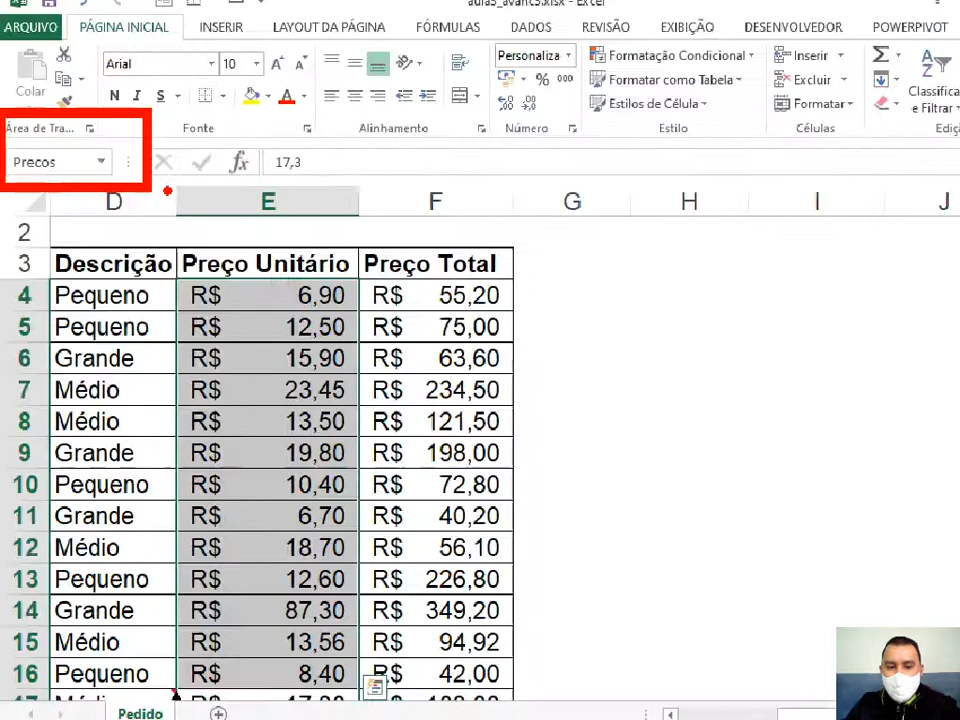 aula5_avanc3.xlsx - Excel
ARQUIVO PÁGINA INICIAL INSERIR LAYOUT DA PÁGINA FÓRMULAS DADOS REVISÃO EXIBIÇÃO DESENVOLVEDOR POWERPIVOT
Colar
Arial 10
N I S A
Personaliza
% 000
Formatação Condicional
Formatar como Tabela
Estilos de Célula
Inserir
Excluir
Formatar
Classifica
e Filtrar
Área de Tra... Fonte Alinhamento Número Estilo Células Ediç
Precos fx 17,3
D E F G H I J
2
3 Descrição Preço Unitário Preço Total
4 Pequeno R$ 6,90 R$ 55,20
5 Pequeno R$ 12,50 R$ 75,00
6 Grande R$ 15,90 R$ 63,60
7 Médio R$ 23,45 R$ 234,50
8 Médio R$ 13,50 R$ 121,50
9 Grande R$ 19,80 R$ 198,00
10 Pequeno R$ 10,40 R$ 72,80
11 Grande R$ 6,70 R$ 40,20
12 Médio R$ 18,70 R$ 56,10
13 Pequeno R$ 12,60 R$ 226,80
14 Grande R$ 87,30 R$ 349,20
15 Médio R$ 13,56 R$ 94,92
16 Pequeno R$ 8,40 R$ 42,00
Pedido